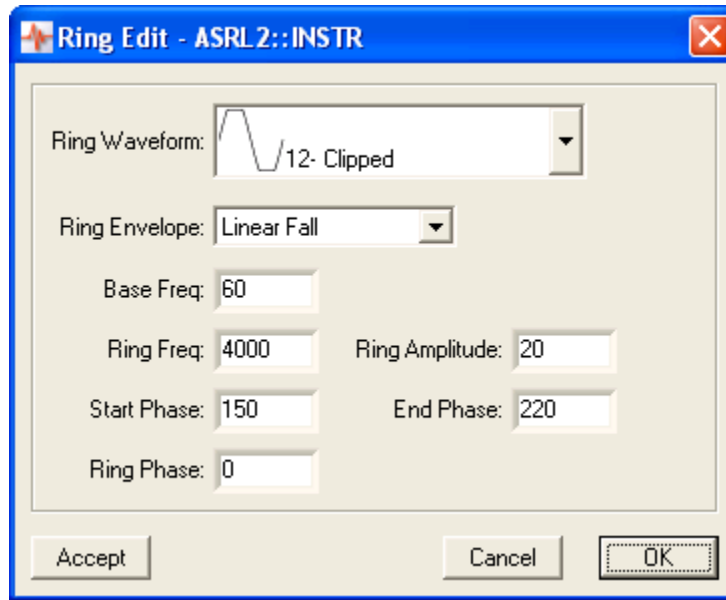 Ring Edit - ASRL2::INSTR
Ring Waveform: 12- Clipped
Ring Envelope: Linear Fall
Base Freq: 60
Ring Freq: 4000 Ring Amplitude: 20
Start Phase: 150 End Phase: 220
Ring Phase: 0
Accept Cancel OK